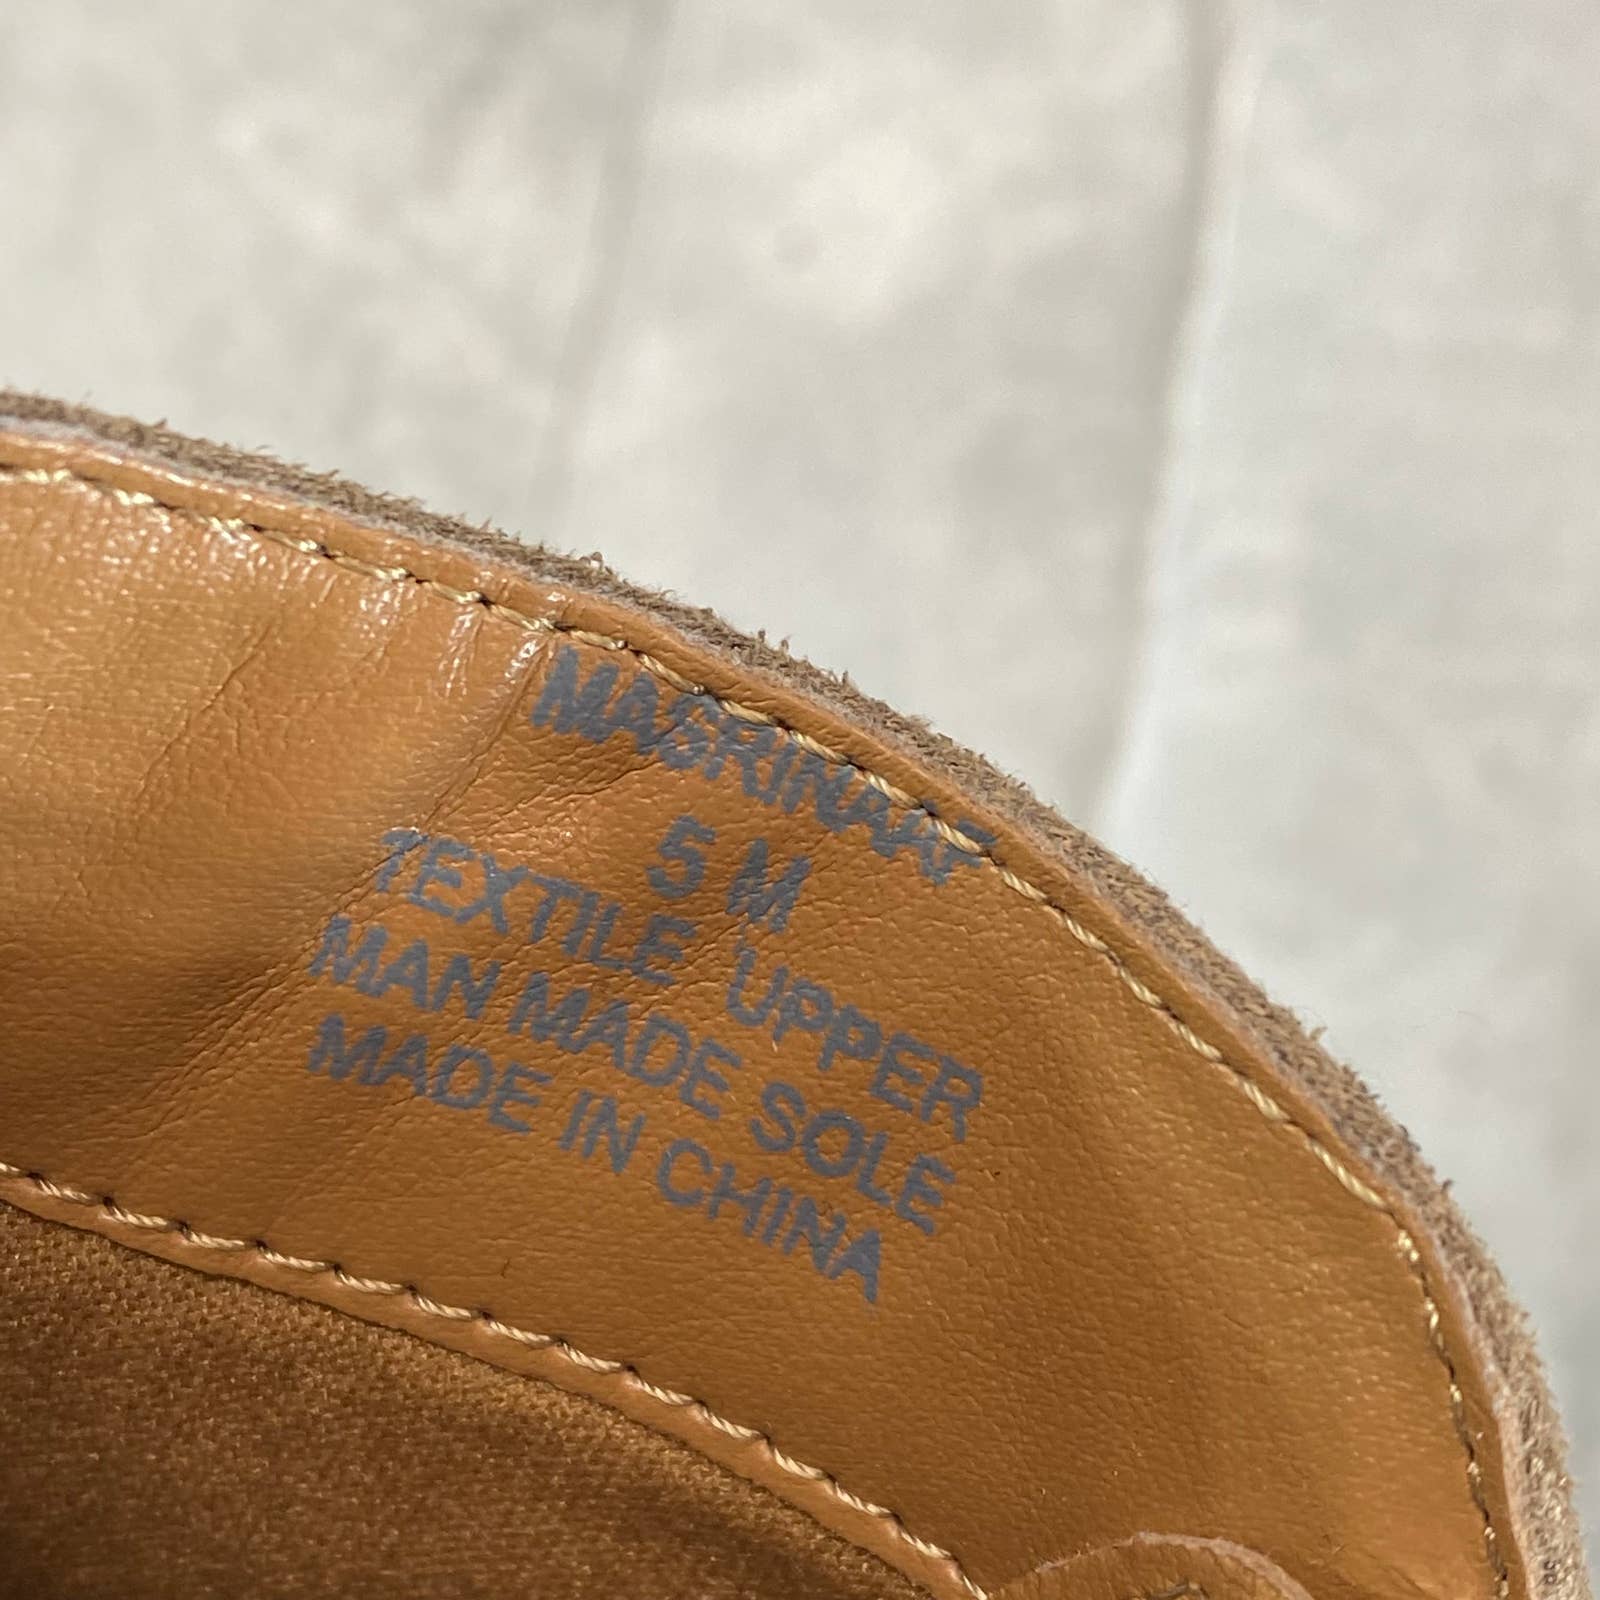 MASRINAAF
5 M
TEXTILE UPPER
MAN MADE SOLE
MADE IN CHINA